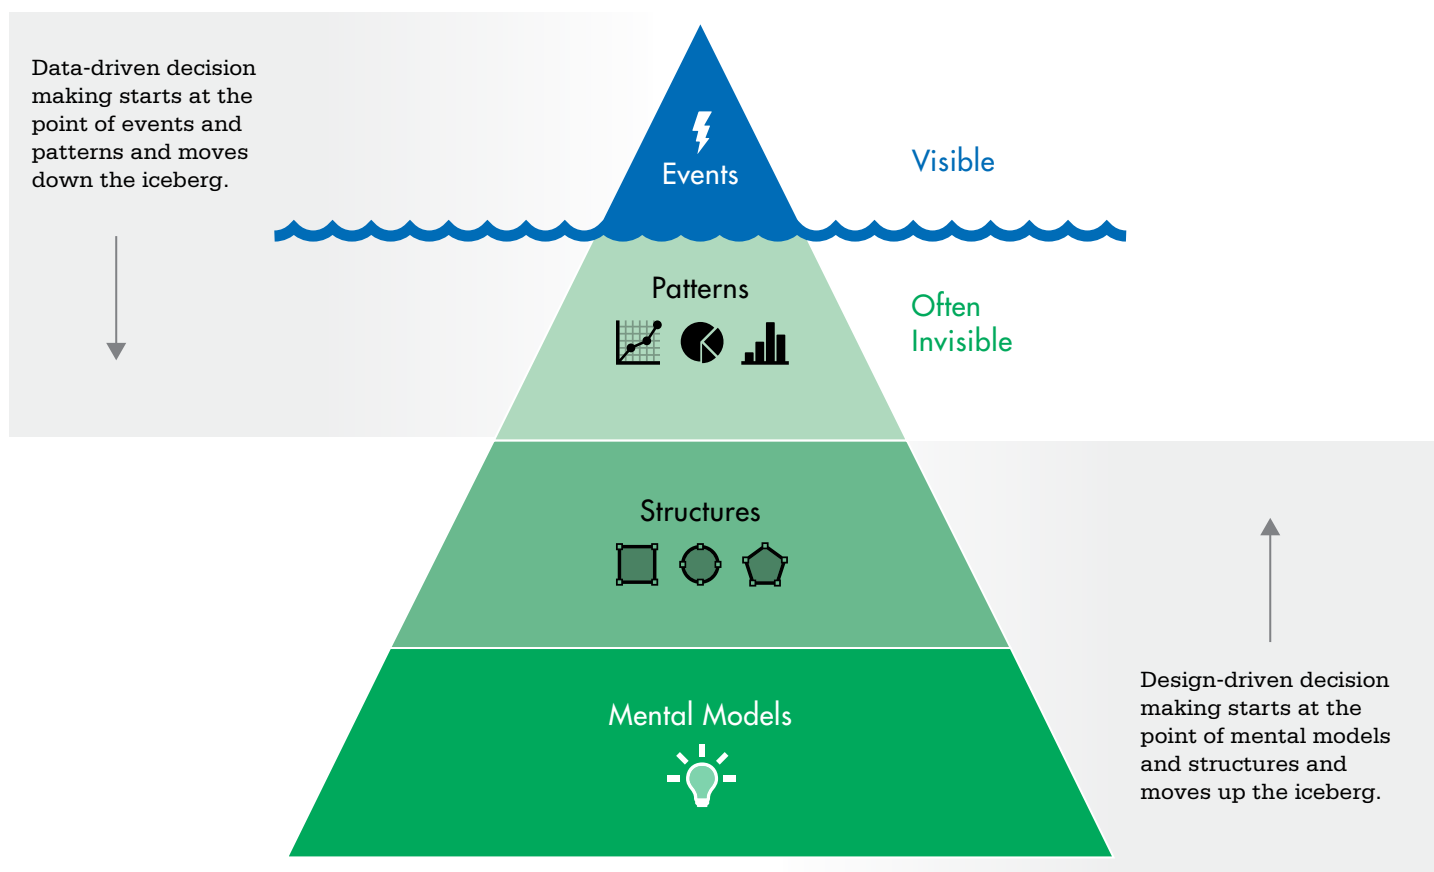 Data-driven decision
making starts at the
point of events and
patterns and moves
down the iceberg.
Events
Visible
Patterns
Often
Invisible
Structures
Mental Models
Design-driven decision
making starts at the
point of mental models
and structures and
moves up the iceberg.